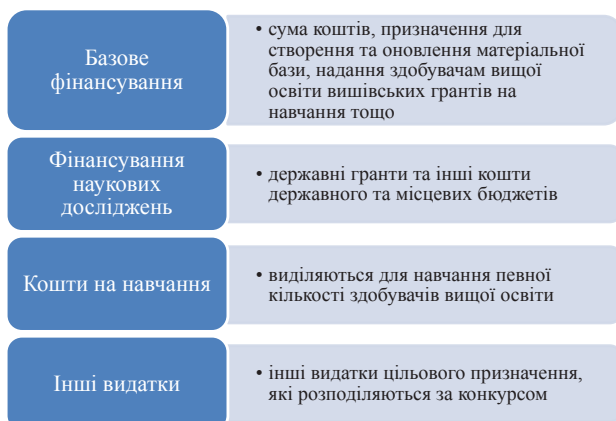 Базове
фінансування
• сума коштів, призначення для
створення та оновлення матеріальної
бази, надання здобувачам вищої
освіти вишівських грантів на
навчання тощо
Фінансування
наукових
досліджень
• державні гранти та інші кошти
державного та місцевих бюджетів
Кошти на навчання
• виділяються для навчання певної
кількості здобувачів вищої освіти
Інші видатки
• інші видатки цільового призначення,
які розподіляються за конкурсом